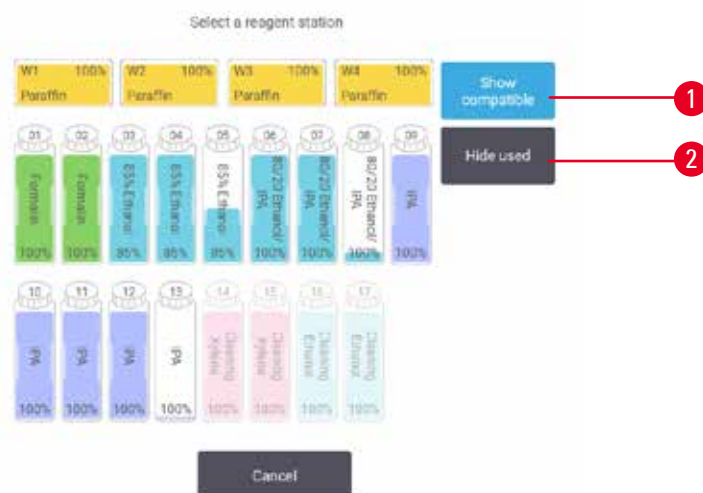 Select a reagent station
W1 100%
Paraffin
W2 100%
Paraffin
W3 100%
Paraffin
W4 100%
Paraffin
Show
compatible
1
01
Formalin
100%
02
Formalin
100%
03
85% Ethanol
85%
04
85% Ethanol
85%
05
85% Ethanol
85%
06
80/20 Ethanol/
IPA
100%
07
80/20 Ethanol/
IPA
100%
08
80/20 Ethanol/
IPA
100%
09
IPA
100%
Hide used
2
10
IPA
100%
11
IPA
100%
12
IPA
100%
13
IPA
100%
14
Cleaning
Xylene
100%
15
Cleaning
Xylene
100%
16
Cleaning
Ethanol
100%
17
Cleaning
Ethanol
100%
Cancel